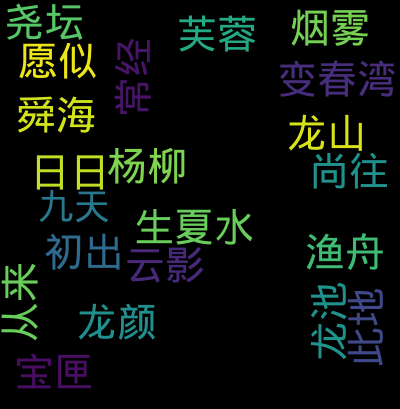 尧坛
芙蓉
烟雾
愿似
常经
变春湾
舜海
龙山
日日
杨柳
尚往
九天
生夏水
初出
云影
渔舟
从来
龙颜
龙池
此地
宝匣